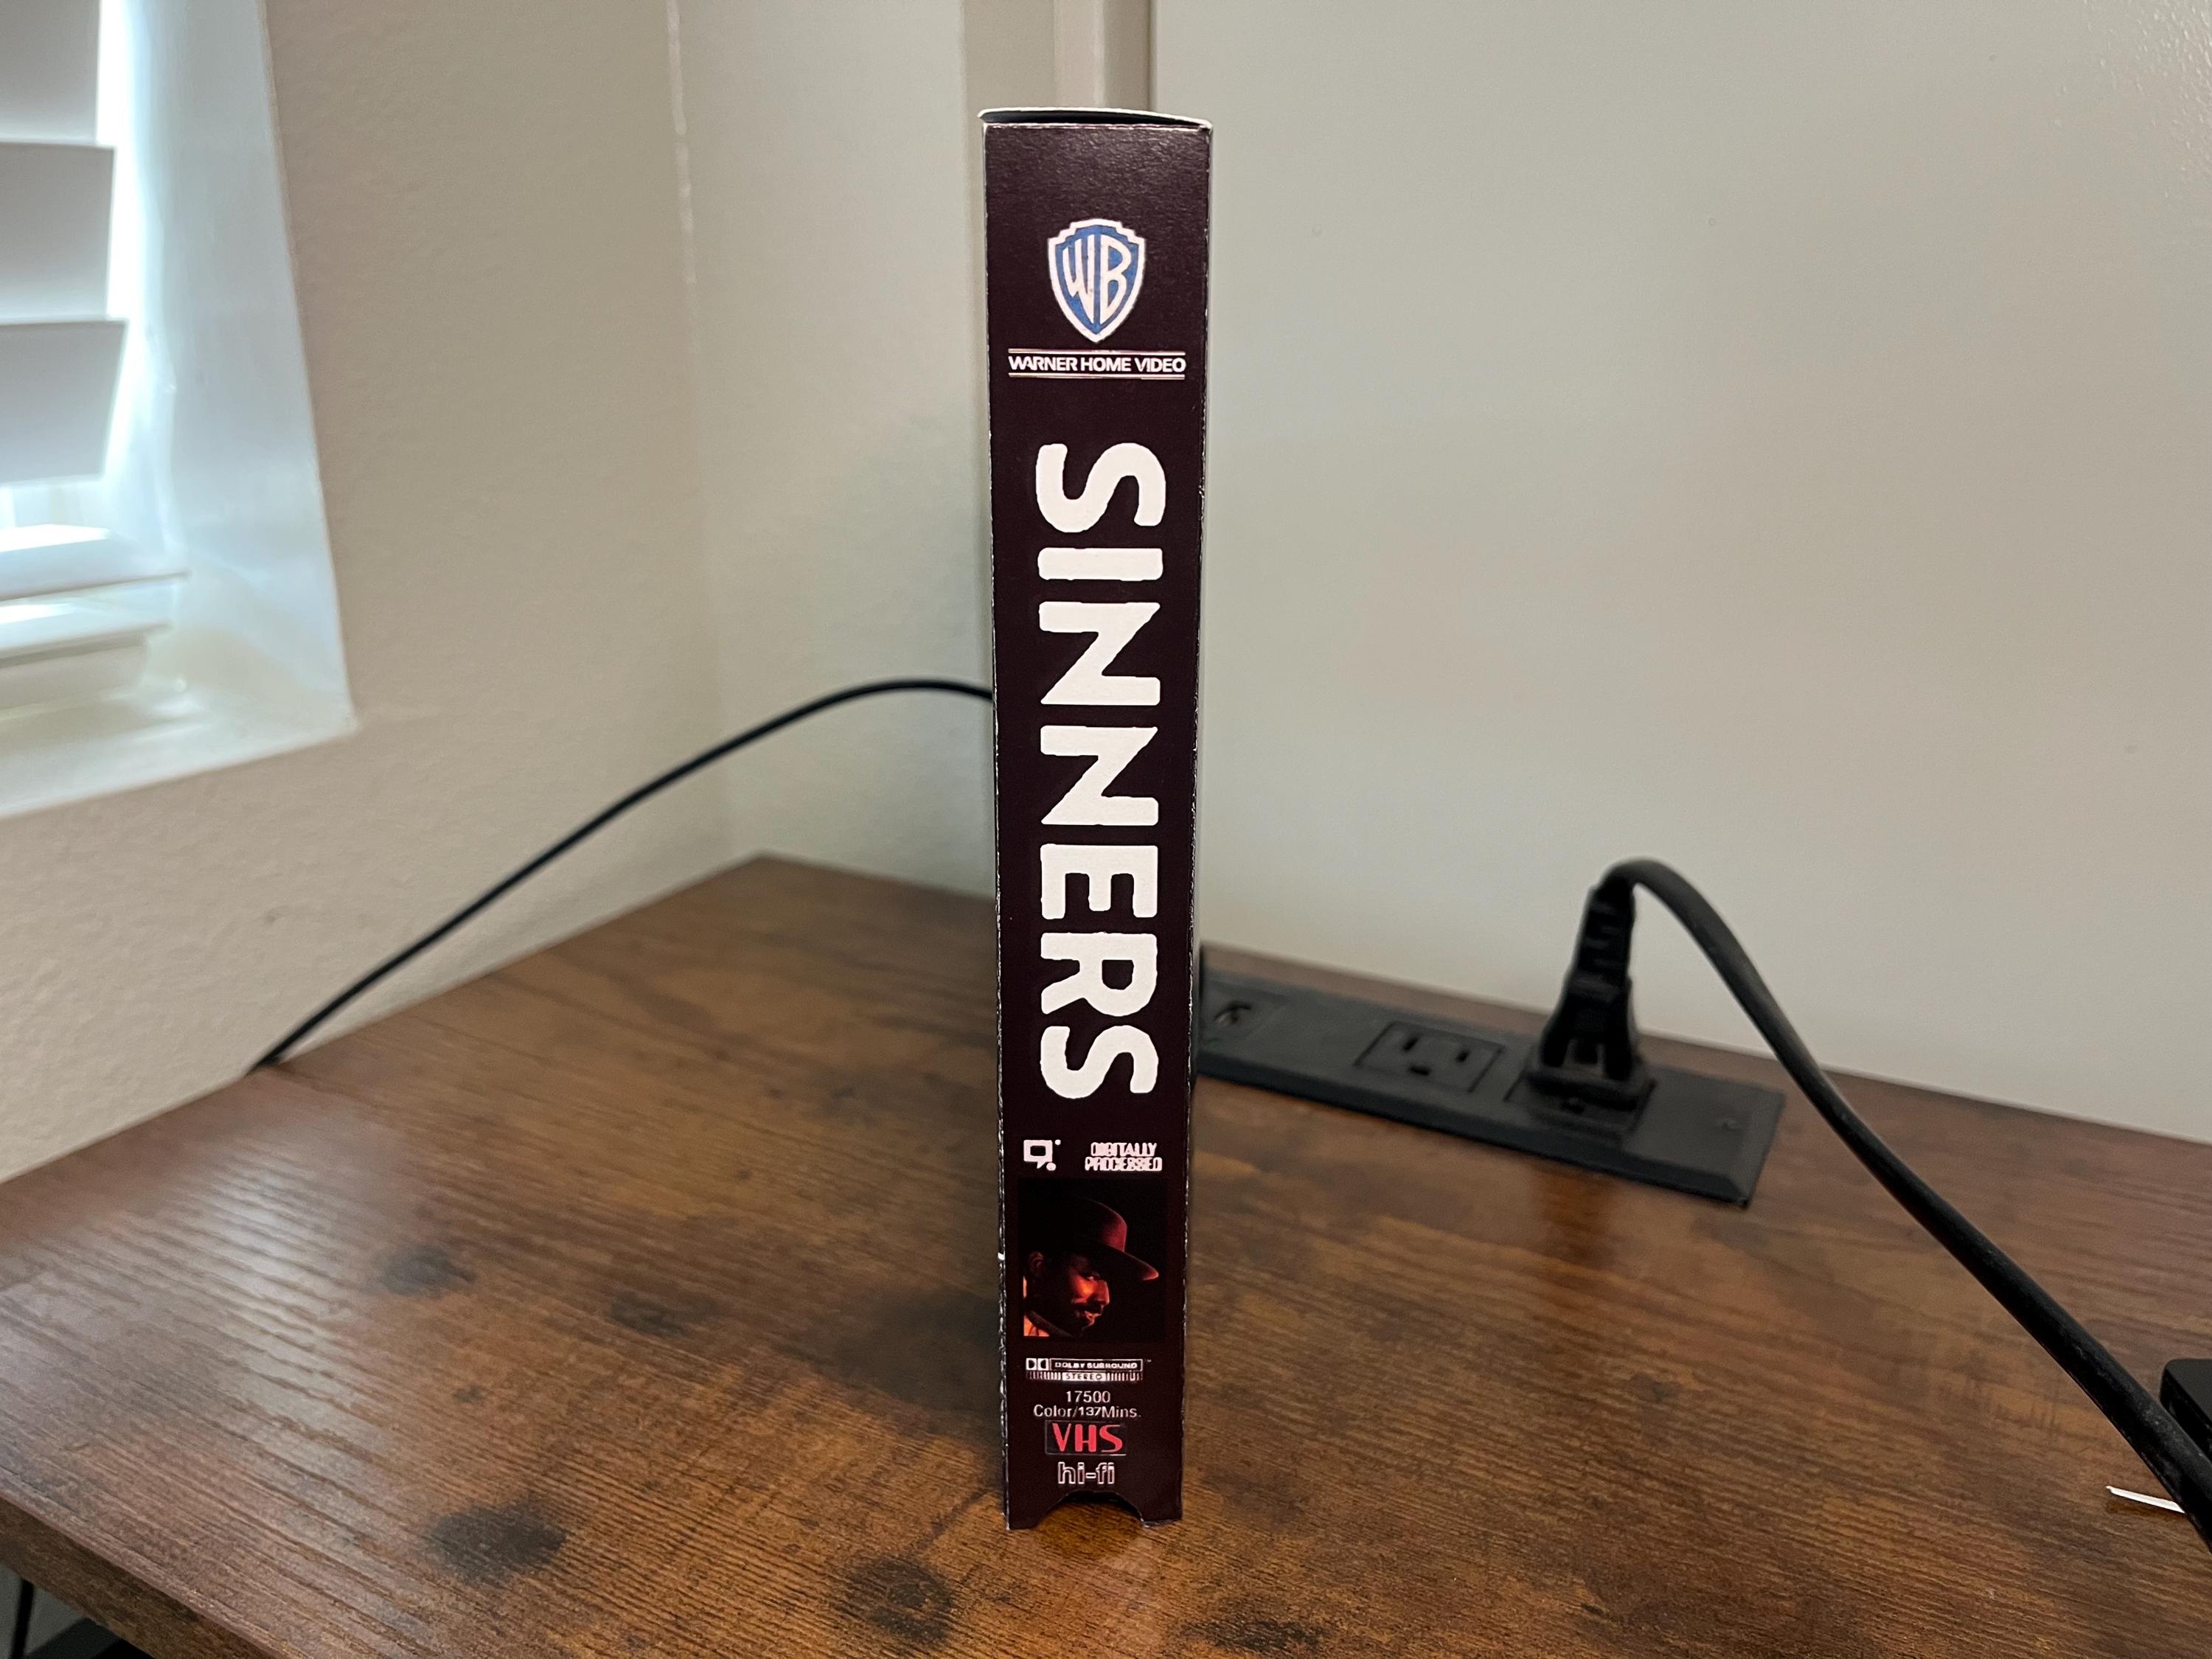 WB
WARNER HOME VIDEO
SINNERS
DIGITALLY
PROCESSED
DOLBY SURROUND
STEREO
17500
Color/137Mins.
VHS
hi-fi